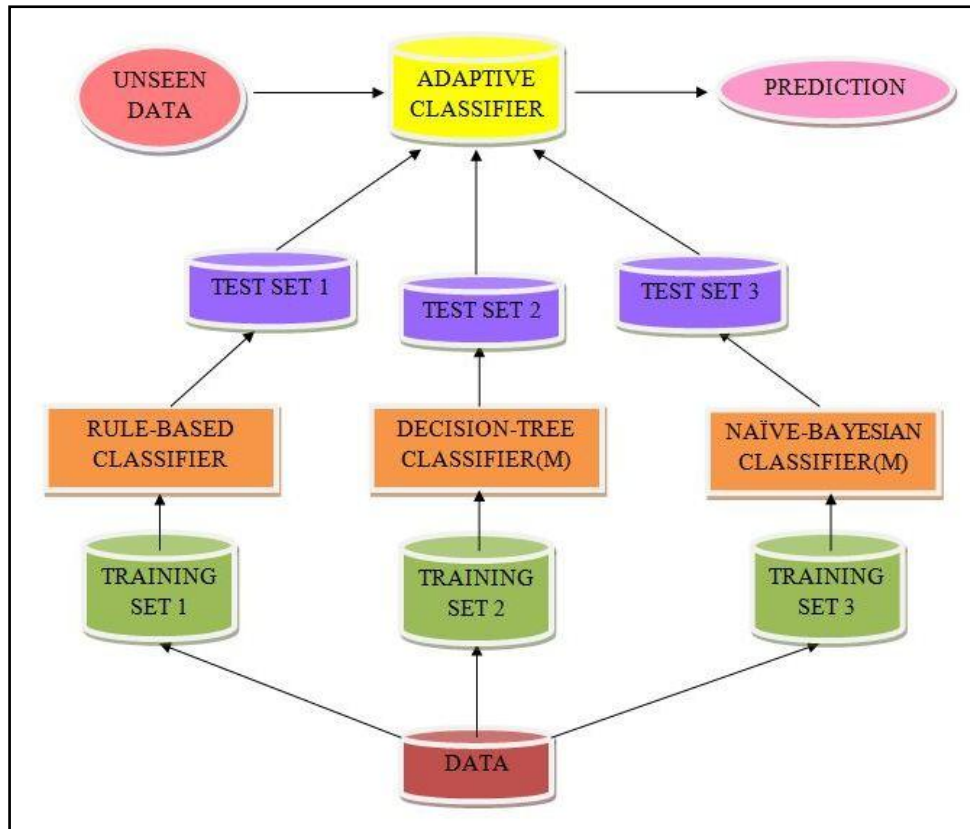 UNSEEN
DATA
ADAPTIVE
CLASSIFIER
PREDICTION
TEST SET 1
TEST SET 2
TEST SET 3
RULE-BASED
CLASSIFIER
DECISION-TREE
CLASSIFIER(M)
NAÏVE-BAYESIAN
CLASSIFIER(M)
TRAINING
SET 1
TRAINING
SET 2
TRAINING
SET 3
DATA